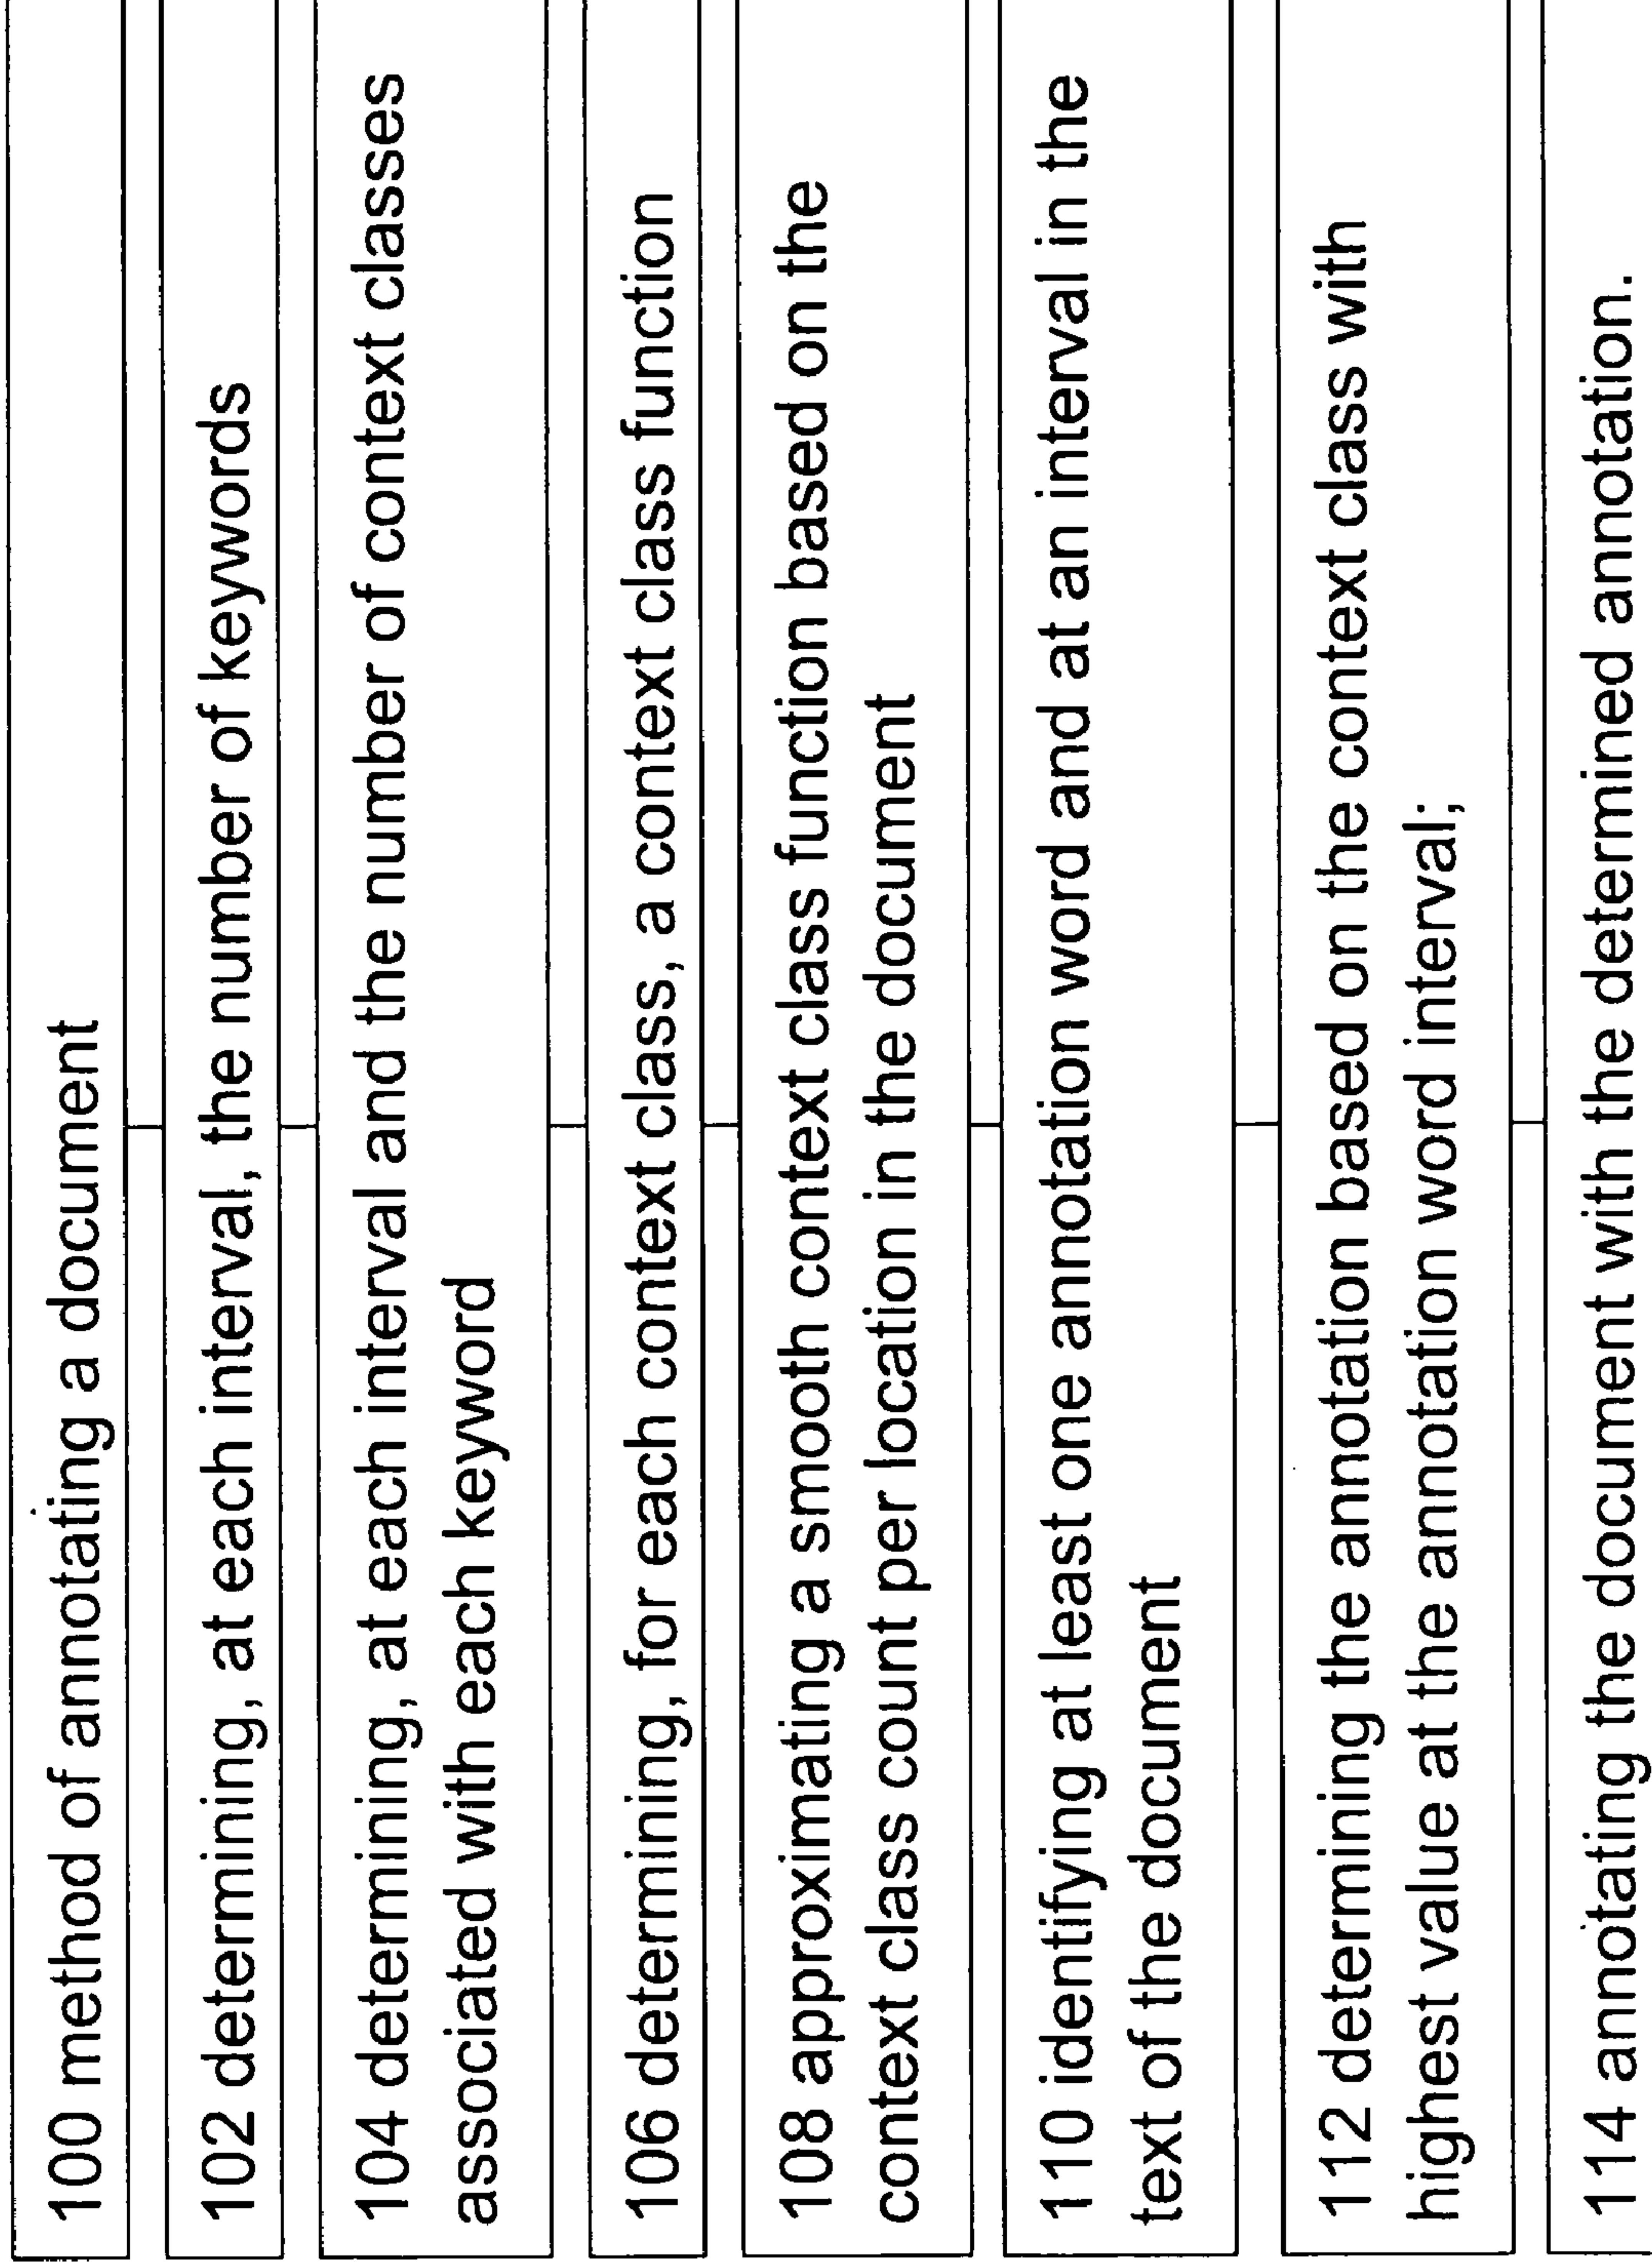 100 method of annotating a document
102 determining, at each interval, the number of keywords
104 determining, at each interval and the number of context classes
associated with each keyword
106 determining, for each context class, a context class function
108 approximating a smooth context class function based on the
context class count per location in the document
110 identifying at least one annotation word and at an interval in the
text of the document
112 determining the annotation based on the context class with
highest value at the annotation word interval;
114 annotating the document with the determined annotation.